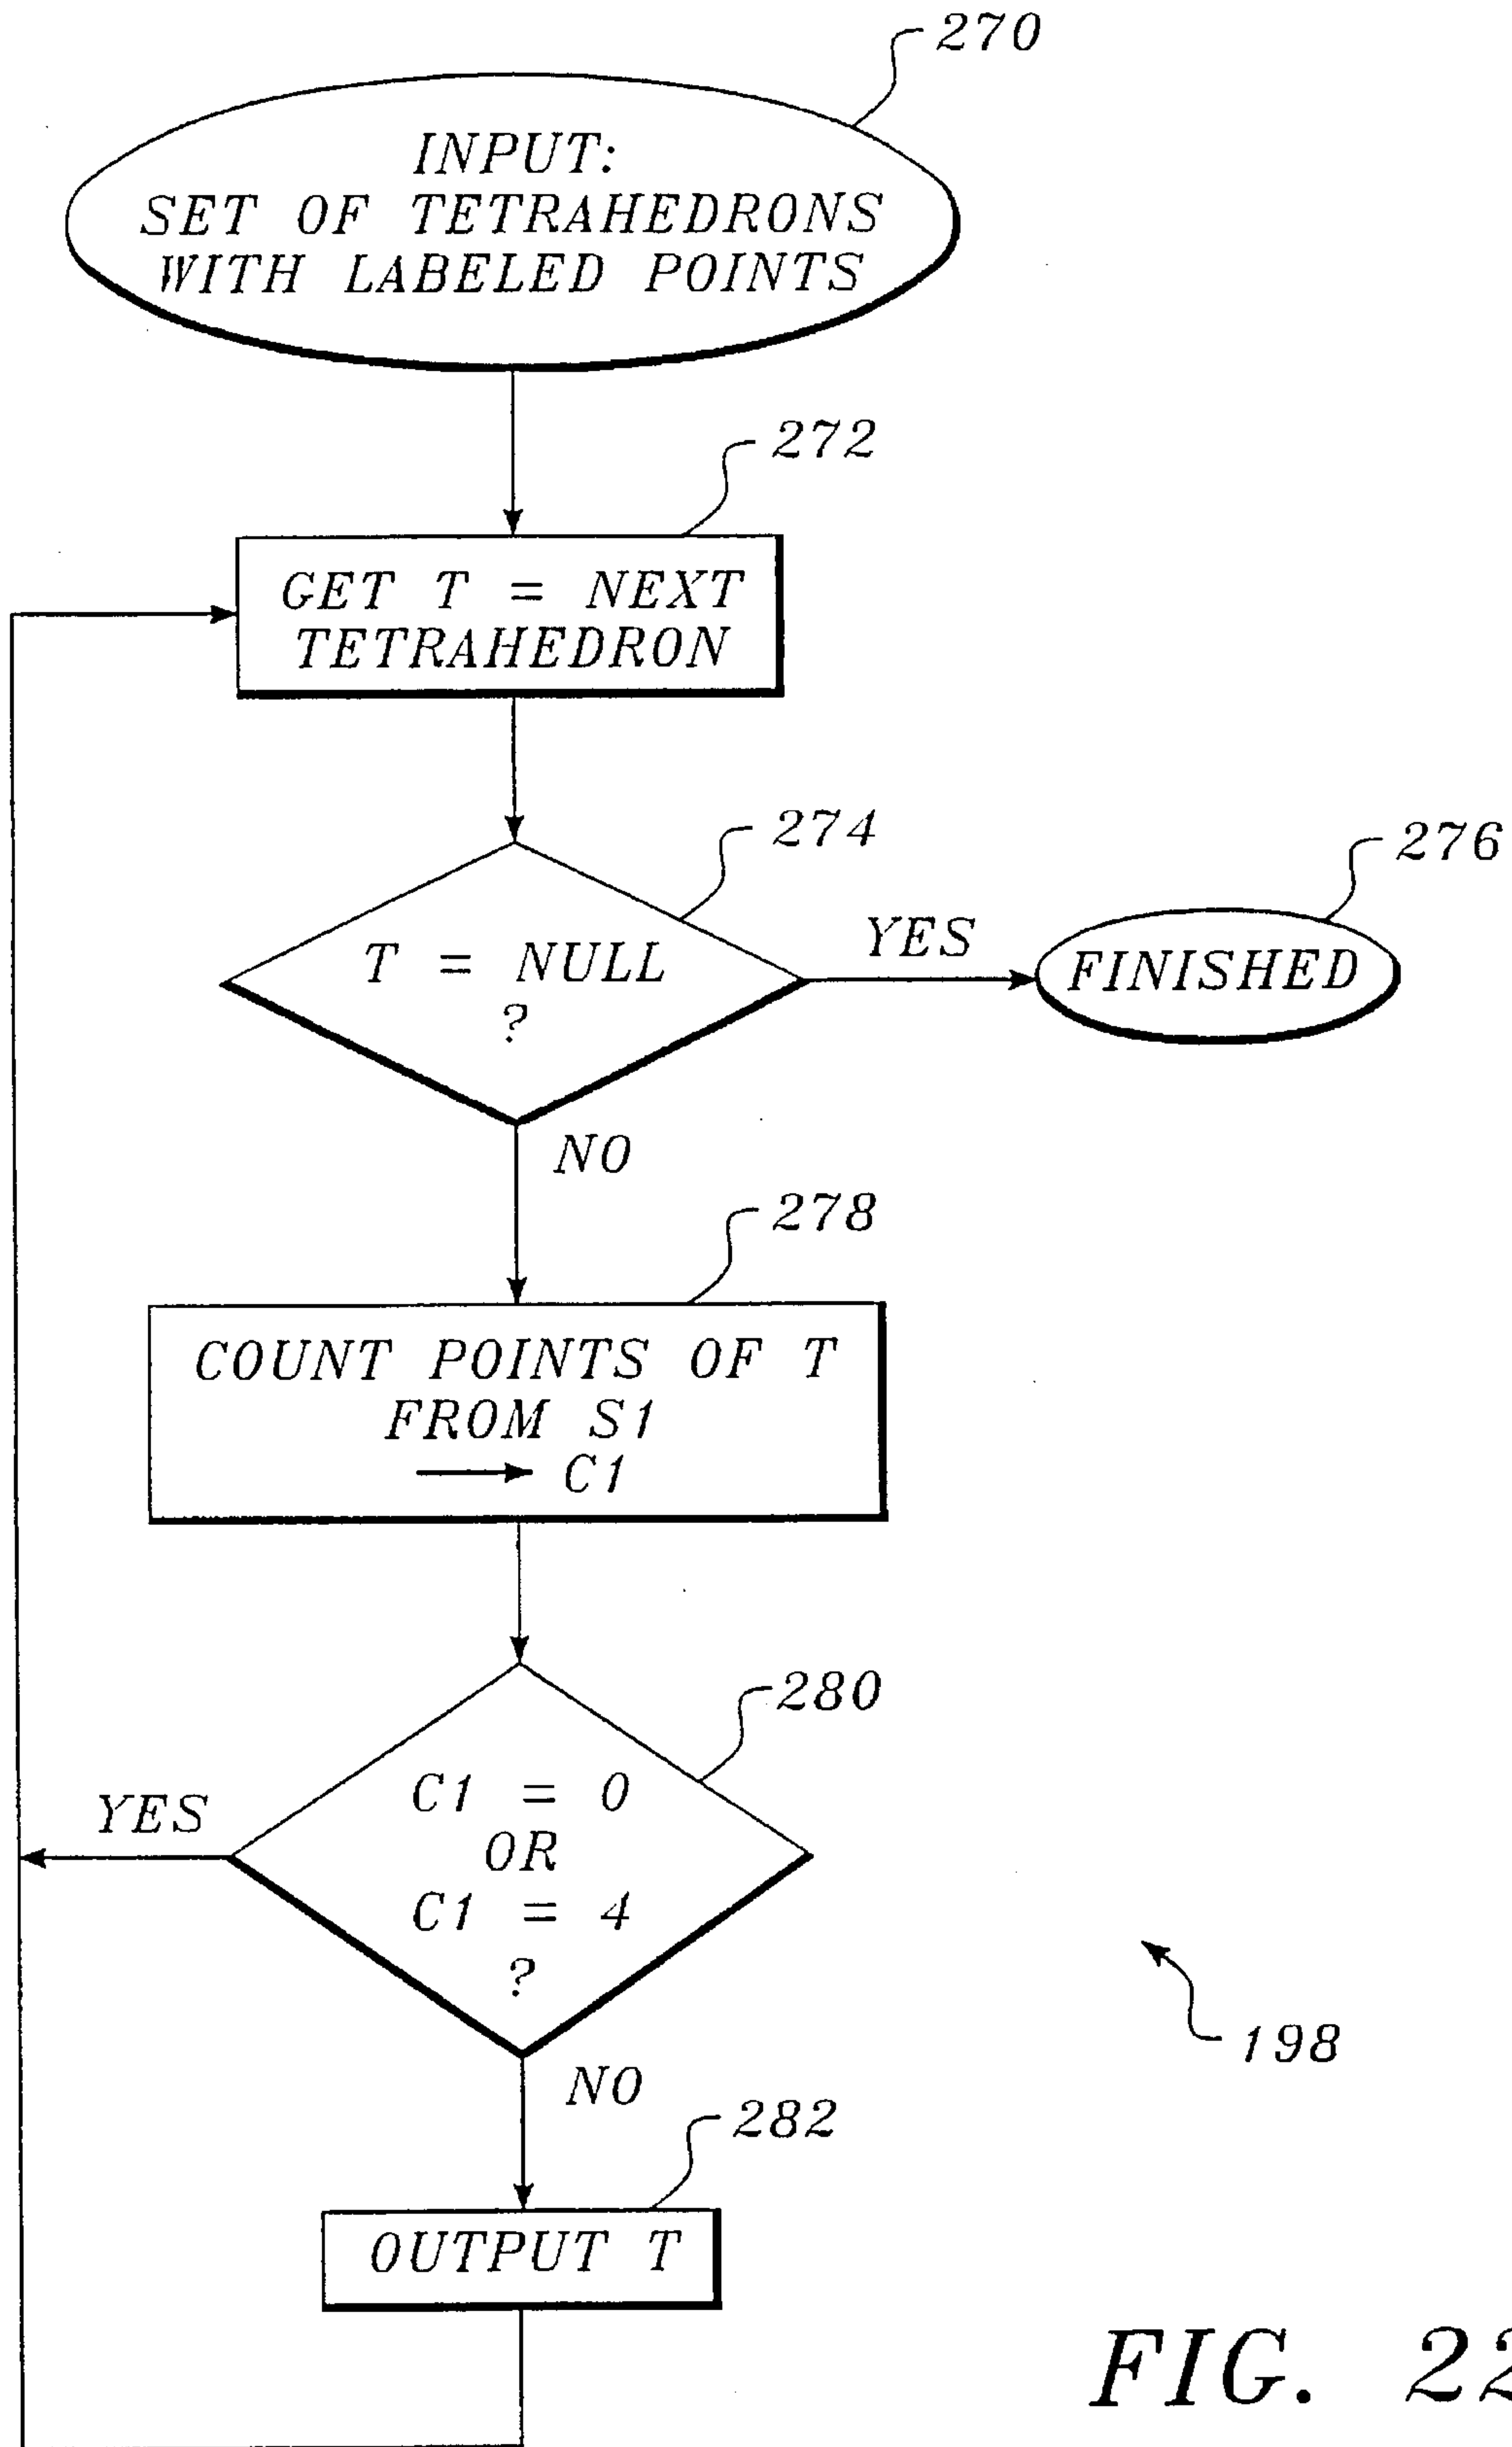 270
INPUT:
SET OF TETRAHEDRONS
WITH LABELED POINTS
272
GET T = NEXT
TETRAHEDRON
274
T = NULL
?
YES
276
FINISHED
NO
278
COUNT POINTS OF T
FROM S1
→ C1
280
C1 = 0
OR
C1 = 4
?
YES
NO
198
282
OUTPUT T
FIG. 22